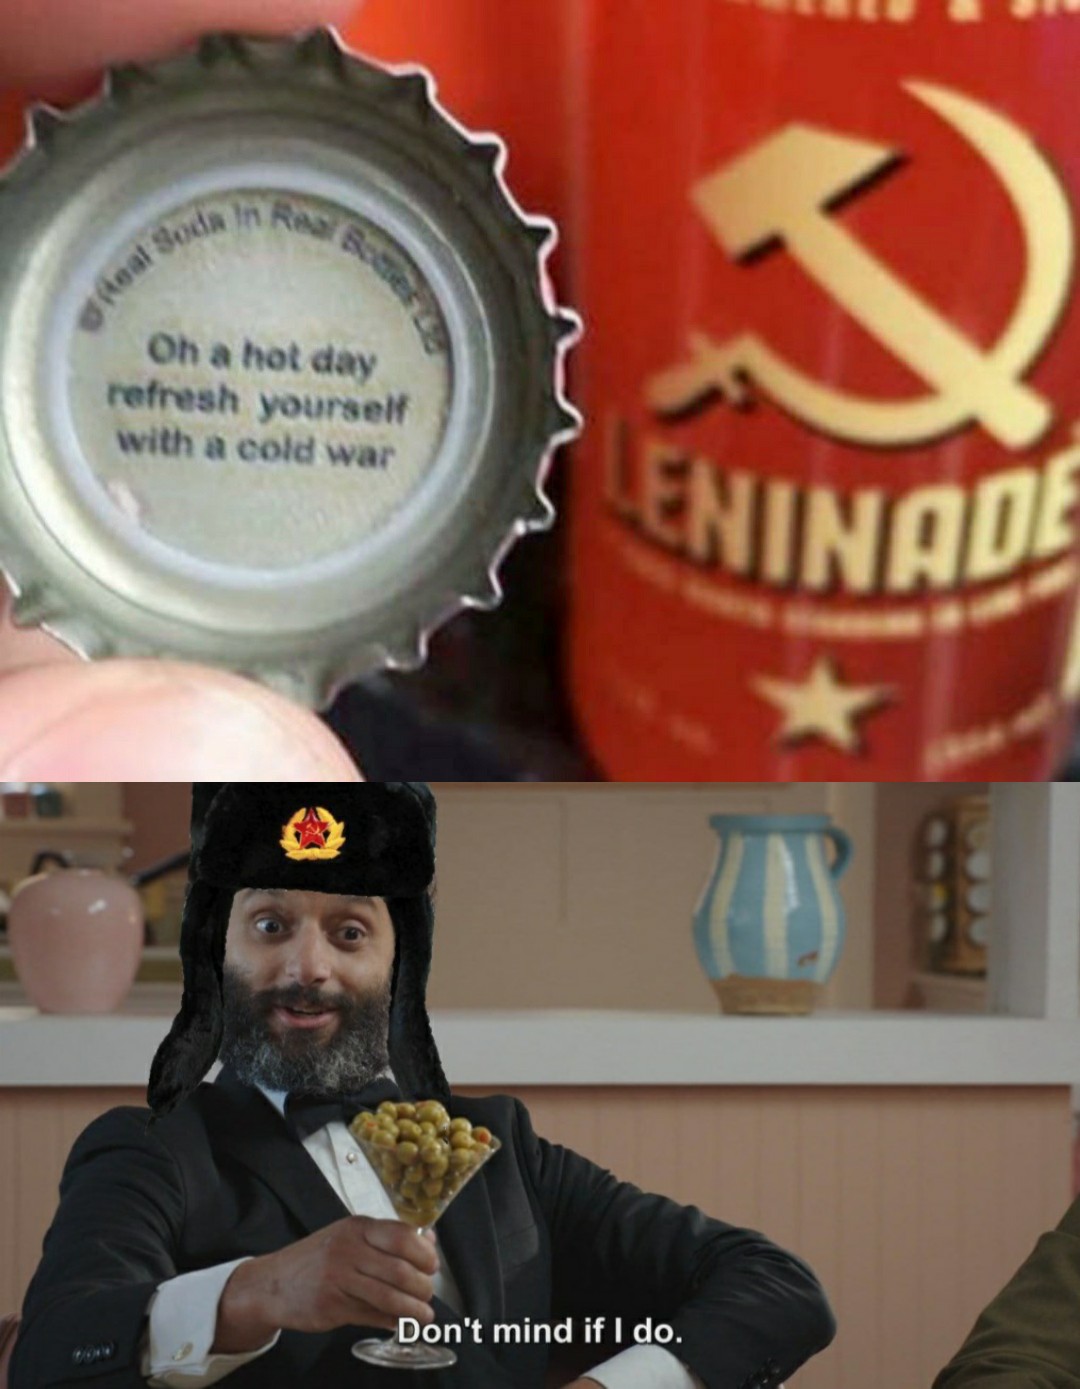 © Real Soda In Real Bottles Ltd
Oh a hot day
refresh yourself
with a cold war
LENINADE
Don't mind if I do.